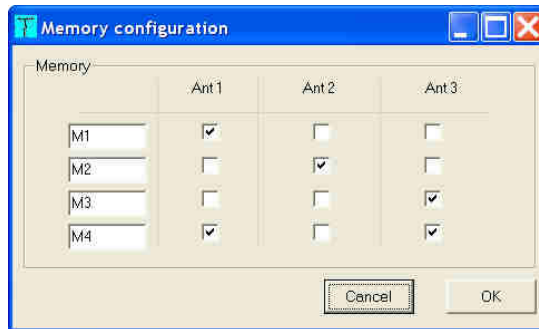 Memory configuration
Memory
Ant 1 Ant 2 Ant 3
M1
M2
M3
M4
Cancel OK